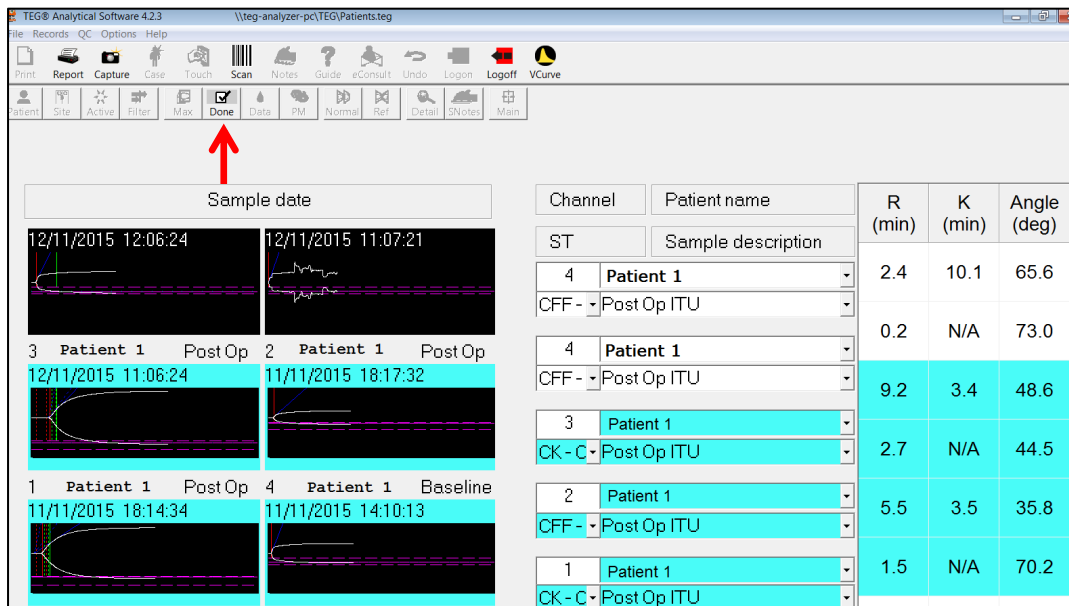 TEG® Analytical Software 4.2.3 \\teg-analyzer-pc\TEG\Patients.teg
File Records QC Options Help
Print Report Capture Case Touch Scan Notes Guide eConsult Undo Logon Logoff VCurve
Patient Site Active Filter Max Done Data PM Normal Ref Detail SNotes Main
Sample date
Channel Patient name
ST Sample description
R (min) K (min) Angle (deg)
12/11/2015 12:06:24 12/11/2015 11:07:21
3 Patient 1 Post Op 2 Patient 1 Post Op
12/11/2015 11:06:24 11/11/2015 18:17:32
1 Patient 1 Post Op 4 Patient 1 Baseline
11/11/2015 18:14:34 11/11/2015 14:10:13
4 Patient 1
CFF - Post Op ITU
4 Patient 1
CFF - Post Op ITU
3 Patient 1
CK - C Post Op ITU
2 Patient 1
CFF - Post Op ITU
1 Patient 1
CK - C Post Op ITU
2.4 10.1 65.6
0.2 N/A 73.0
9.2 3.4 48.6
2.7 N/A 44.5
5.5 3.5 35.8
1.5 N/A 70.2